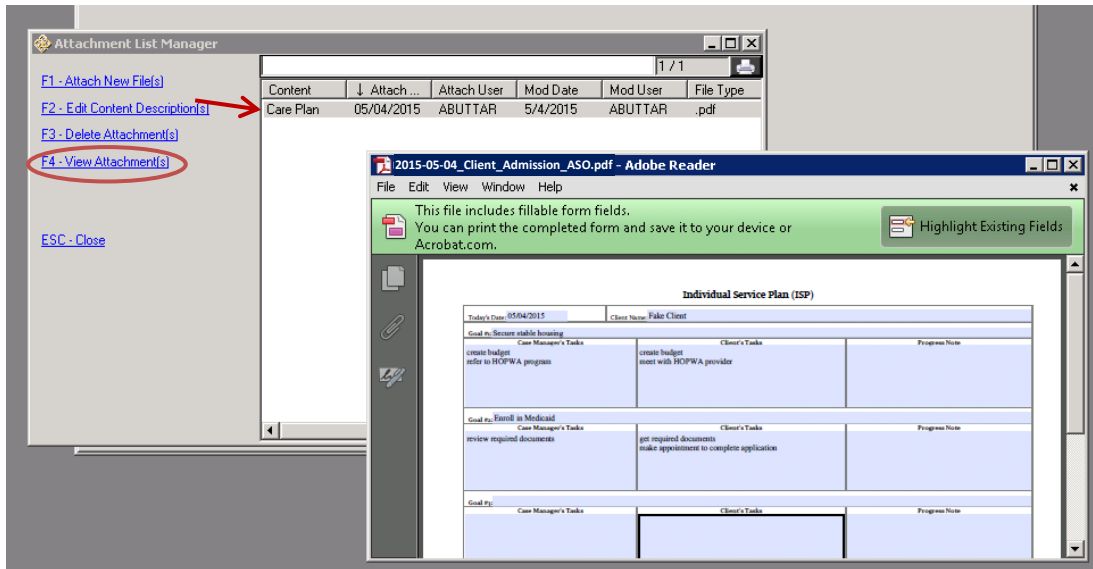 Attachment List Manager
1 / 1
F1 - Attach New File(s)
F2 - Edit Content Description(s)
F3 - Delete Attachment(s)
F4 - View Attachment(s)
ESC - Close
Content ↓ Attach ... Attach User Mod Date Mod User File Type
Care Plan 05/04/2015 ABUTTAR 5/4/2015 ABUTTAR .pdf
2015-05-04_Client_Admission_ASO.pdf - Adobe Reader
File Edit View Window Help
This file includes fillable form fields.
You can print the completed form and save it to your device or
Acrobat.com.
Highlight Existing Fields
Individual Service Plan (ISP)
Today's Date: 05/04/2015 Client Name: Fake Client
Goal #1: Secure stable housing
Case Manager's Tasks Client's Tasks Progress Note
create budget create budget
refer to HOPWA program meet with HOPWA provider
Goal #2: Enroll in Medicaid
Case Manager's Tasks Client's Tasks Progress Note
review required documents get required documents
make appointment to complete application
Goal #3:
Case Manager's Tasks Client's Tasks Progress Note